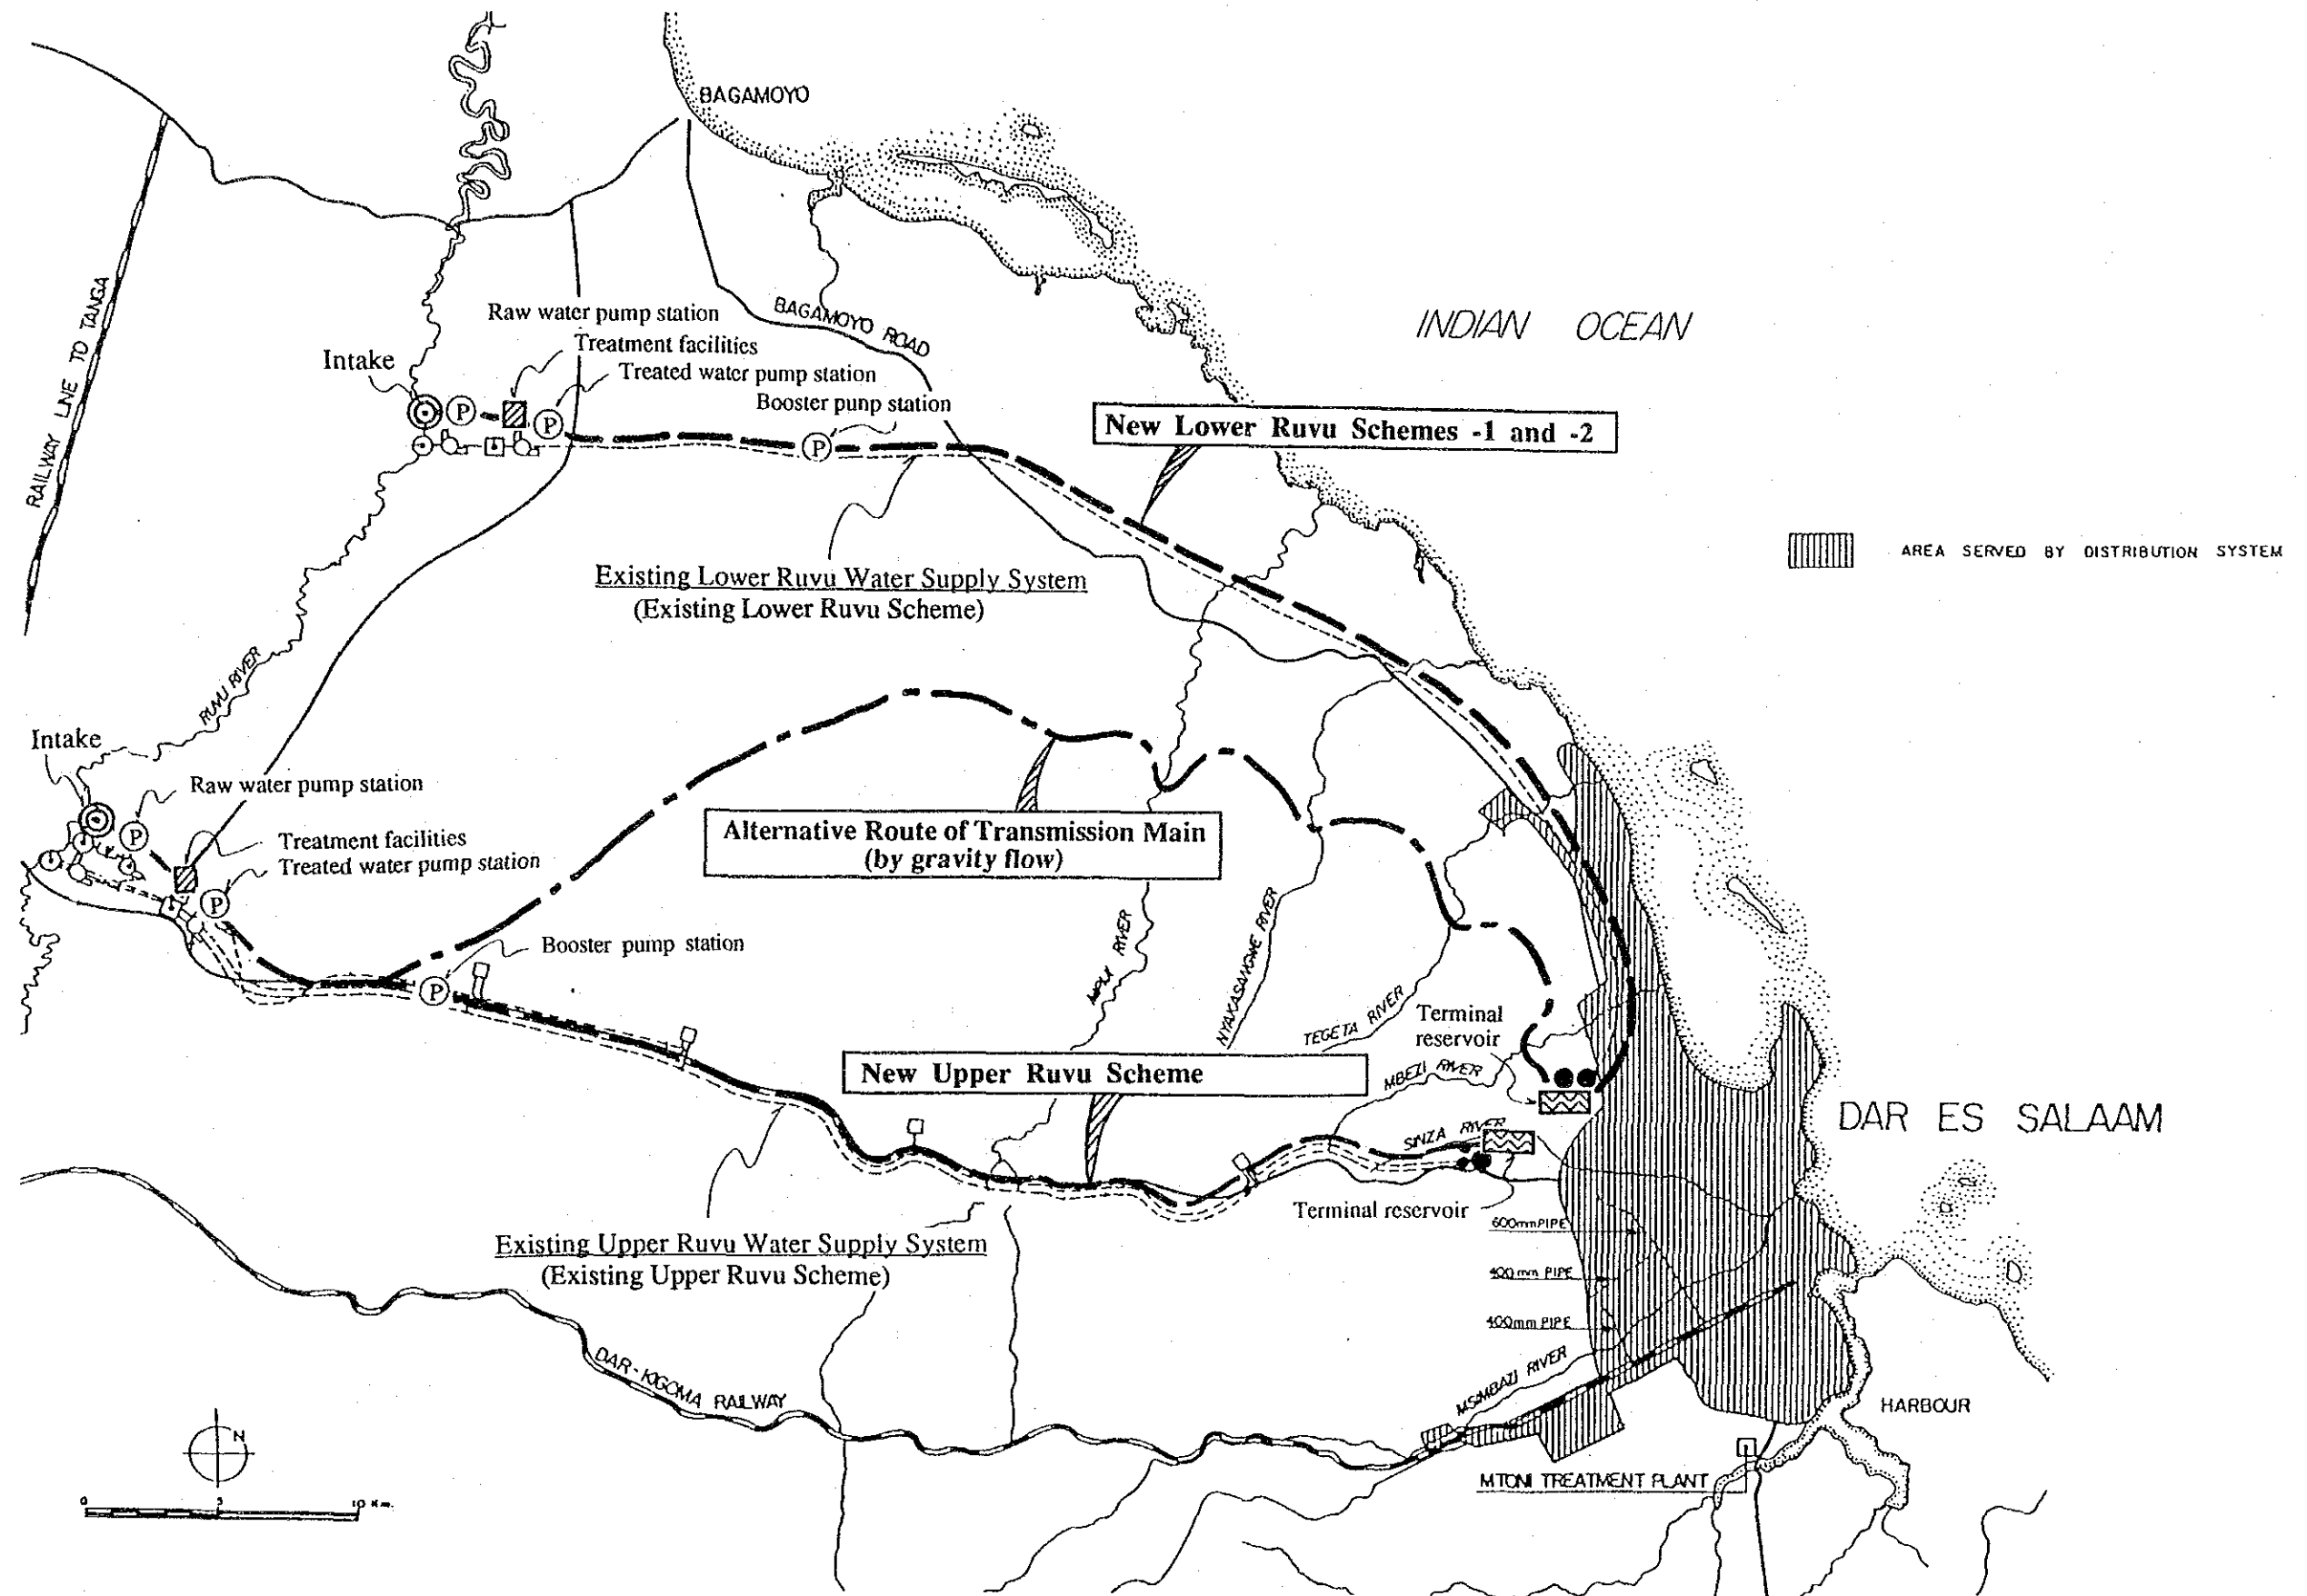 BAGAMOYO
RAILWAY LINE TO TANGA
Raw water pump station
BAGAMOYO ROAD
INDIAN OCEAN
Treatment facilities
Intake
Treated water pump station
Booster punp station
P
P
P
New Lower Ruvu Schemes -1 and -2
AREA SERVED BY DISTRIBUTION SYSTEM
Existing Lower Ruvu Water Supply System
(Existing Lower Ruvu Scheme)
RUVU RIVER
Intake
Raw water pump station
P
Treatment facilities
Treated water pump station
P
Alternative Route of Transmission Main
(by gravity flow)
Booster pump station
P
MPIJI RIVER
NYAKASANGWE RIVER
TEGETA RIVER
Terminal
reservoir
New Upper Ruvu Scheme
MBEZI RIVER
DAR ES SALAAM
SINZA RIVER
Terminal reservoir
600mm PIPE
Existing Upper Ruvu Water Supply System
(Existing Upper Ruvu Scheme)
400 mm PIPE
400mm PIPE
DAR-KIGOMA RAILWAY
MSIMBAZI RIVER
HARBOUR
N
MTONI TREATMENT PLANT
0 5 10 Km.